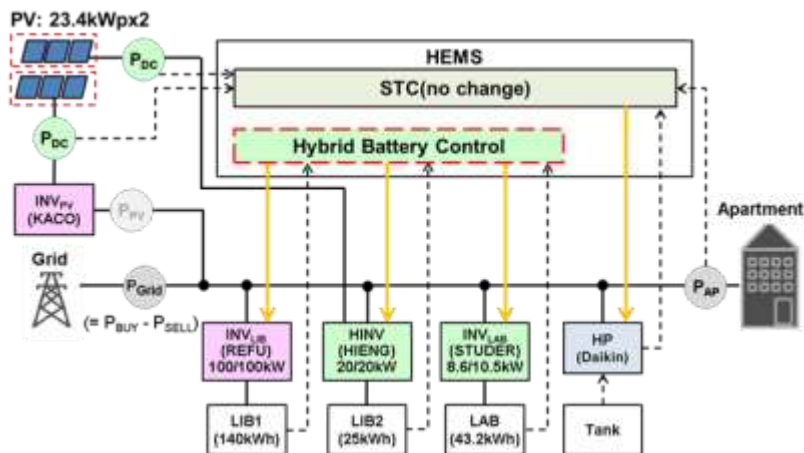 PV: 23.4kWpx2
PDC
HEMS
STC(no change)
PDC
Hybrid Battery Control
INVPV
(KACO)
PPV
Apartment
Grid
PGrid
PAP
(= PBUY - PSELL)
INVLIB
(REFU)
100/100kW
HINV
(HIENG)
20/20kW
INVLAB
(STUDER)
8.6/10.5kW
HP
(Daikin)
LIB1
(140kWh)
LIB2
(25kWh)
LAB
(43.2kWh)
Tank